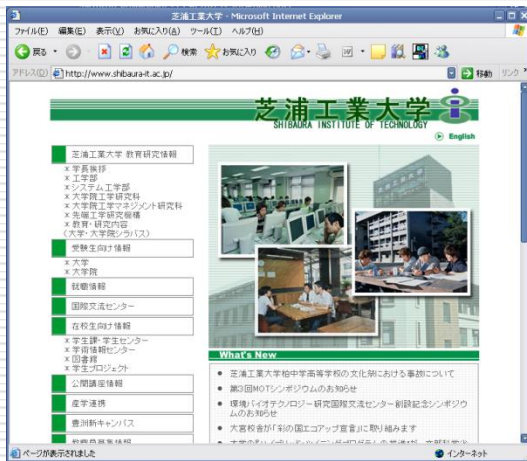 芝浦工業大学 - Microsoft Internet Explorer
ファイル(F) 編集(E) 表示(V) お気に入り(A) ツール(T) ヘルプ(H)
戻る 検索 お気に入り
アドレス(D) http://www.shibaura-it.ac.jp/ 移動 リンク
芝浦工業大学
SHIBAURA INSTITUTE OF TECHNOLOGY
English
芝浦工業大学 教育研究情報
x 学長挨拶
x 工学部
x システム工学部
x 大学院工学研究科
x 大学院工学マネジメント研究科
x 先端工学研究機構
x 教育・研究内容
(大学・大学院シラバス)
受験生向け情報
x 大学
x 大学院
就職情報
国際交流センター
在校生向け情報
x 学生課・学生センター
x 学術情報センター
x 図書館
x 学生プロジェクト
公開講座情報
産学連携
豊洲新キャンパス
What's New
芝浦工業大学柏中学高等学校の文化祭における事故について
第3回MOTシンポジウムのお知らせ
環境バイオテクノロジー研究国際交流センター創設記念シンポジウムのお知らせ
大宮校舎が「彩の国エコアップ宣言」に取り組みます
ページが表示されました
インターネット